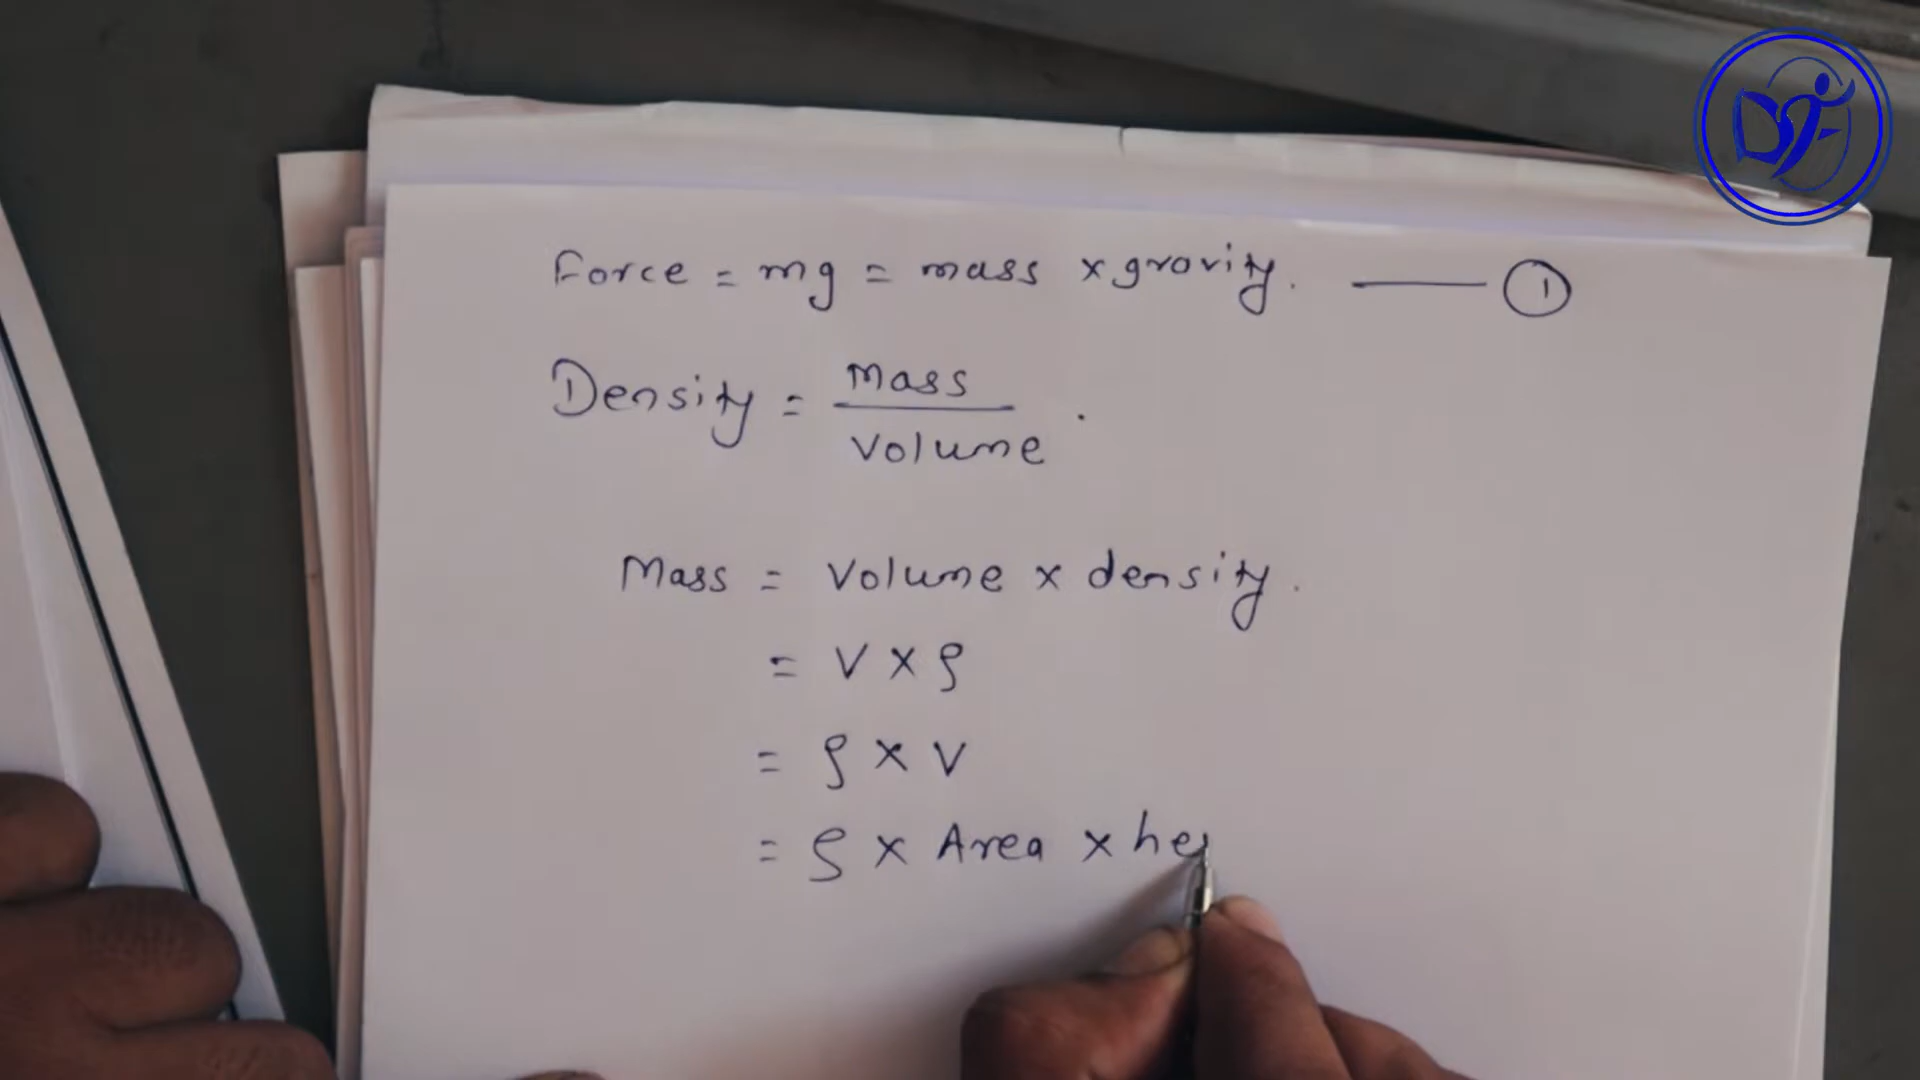 Force = mg = mass x gravity. —— ①
Density = Mass / Volume .
Mass = Volume x density.
= V x ρ
= ρ x V
= ρ x Area x he